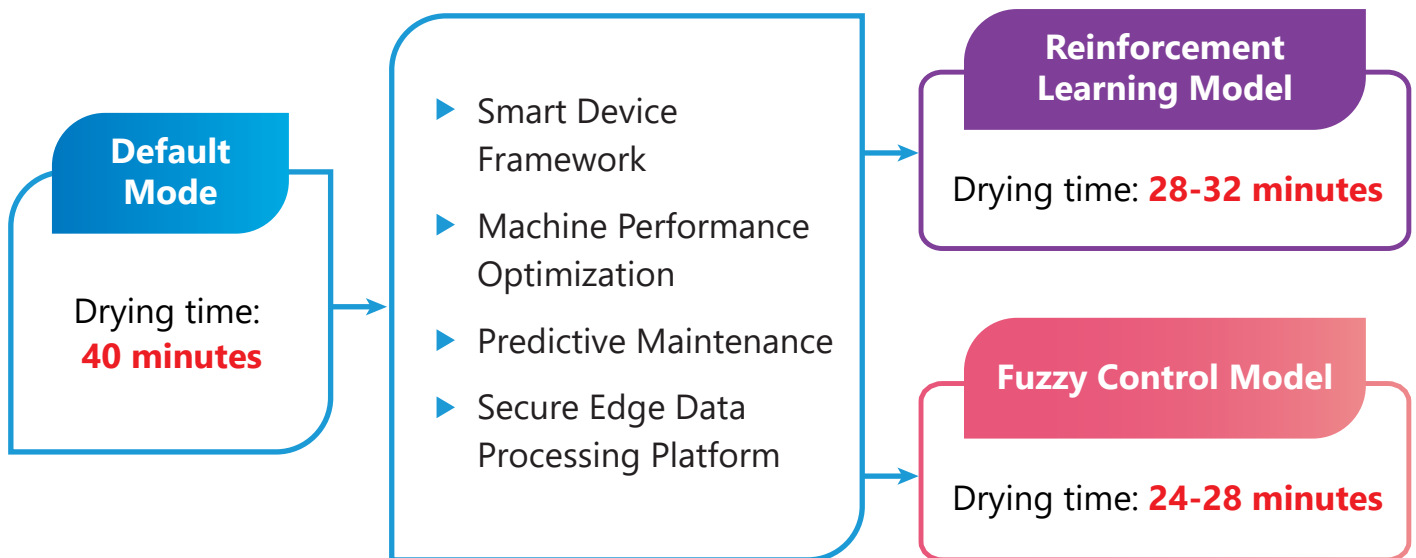 Default
Mode
Drying time:
40 minutes
Smart Device
Framework
Machine Performance
Optimization
Predictive Maintenance
Secure Edge Data
Processing Platform
Reinforcement
Learning Model
Drying time: 28-32 minutes
Fuzzy Control Model
Drying time: 24-28 minutes